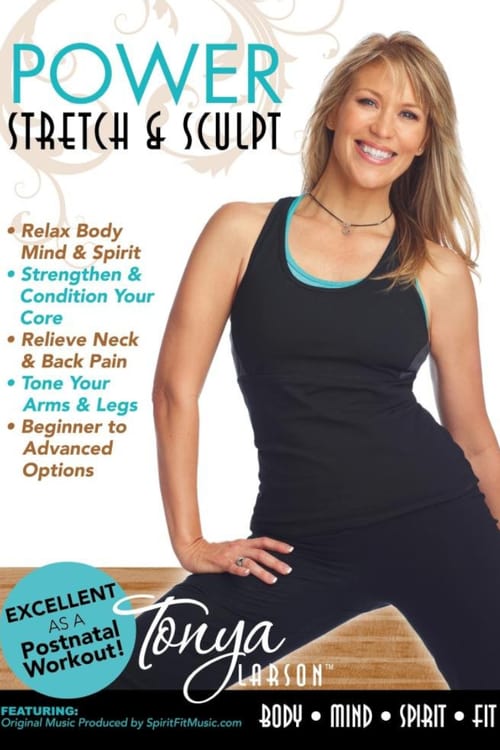 POWER
STRETCH & SCULPT
• Relax Body
Mind & Spirit
• Strengthen &
Condition Your
Core
• Relieve Neck
& Back Pain
• Tone Your
Arms & Legs
• Beginner to
Advanced
Options
EXCELLENT
AS A
Postnatal
Workout!
Tonya
LARSON™
FEATURING:
Original Music Produced by SpiritFitMusic.com
BODY • MIND • SPIRIT • FIT